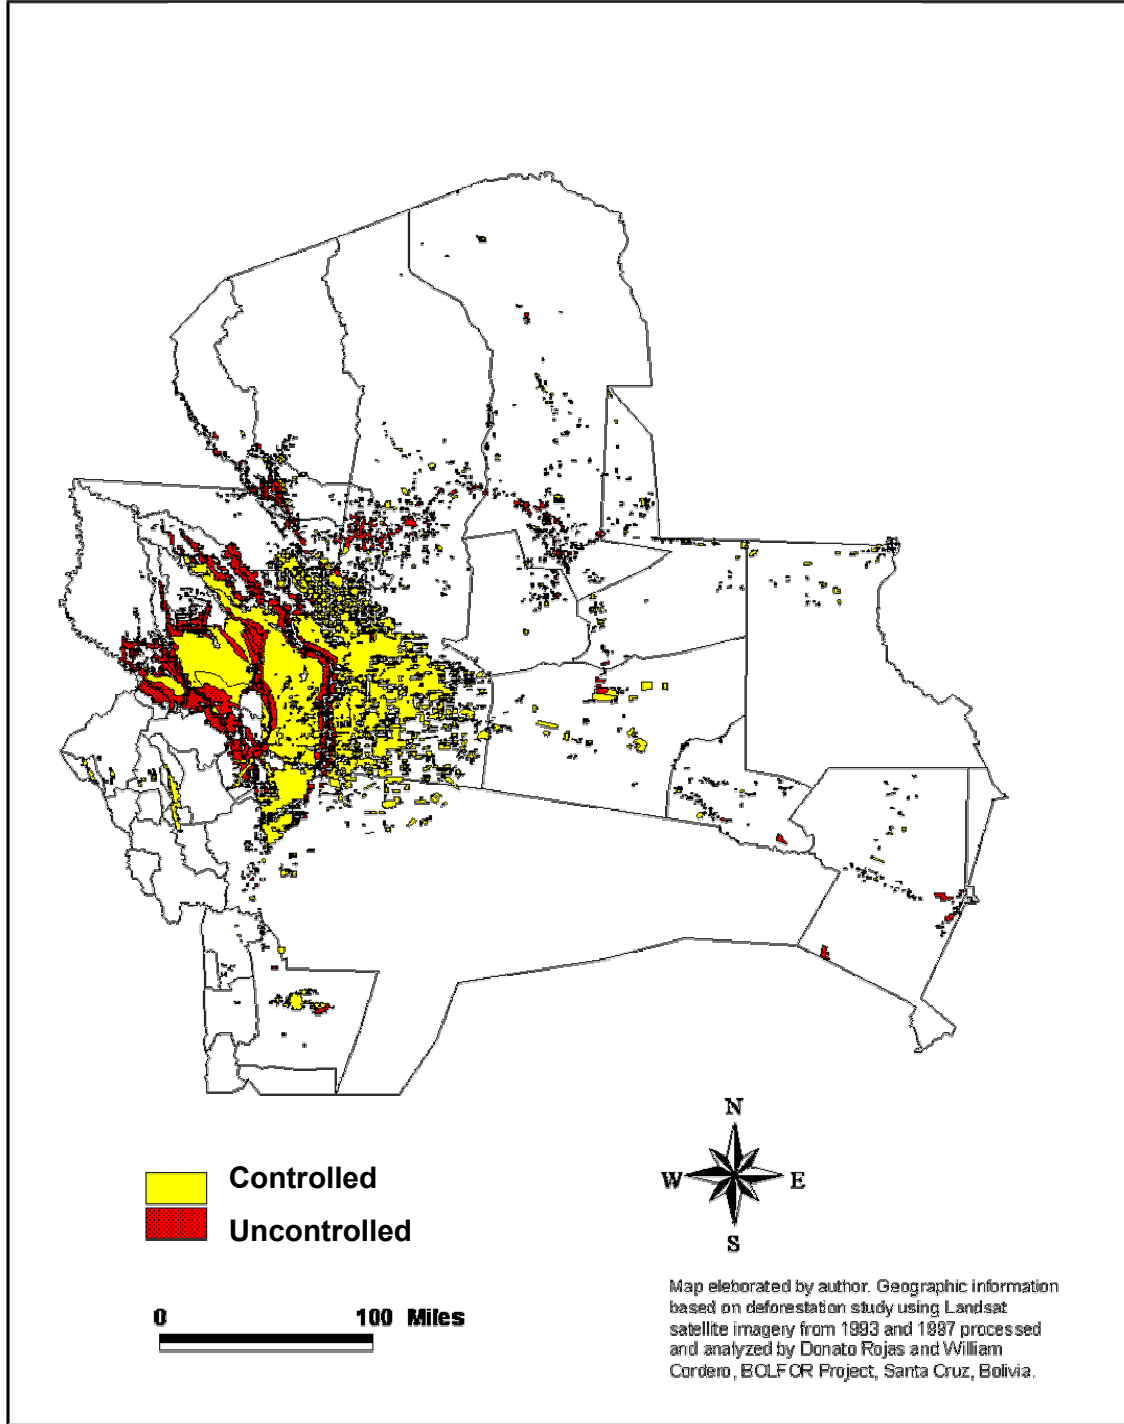 N
W E
S
Controlled
Uncontrolled
0 100 Miles
Map eleborated by author. Geographic information
based on deforestation study using Landsat
satellite imagery from 1993 and 1997 processed
and analyzed by Donato Rojas and William
Cordero, BOLFOR Project, Santa Cruz, Bolivia.